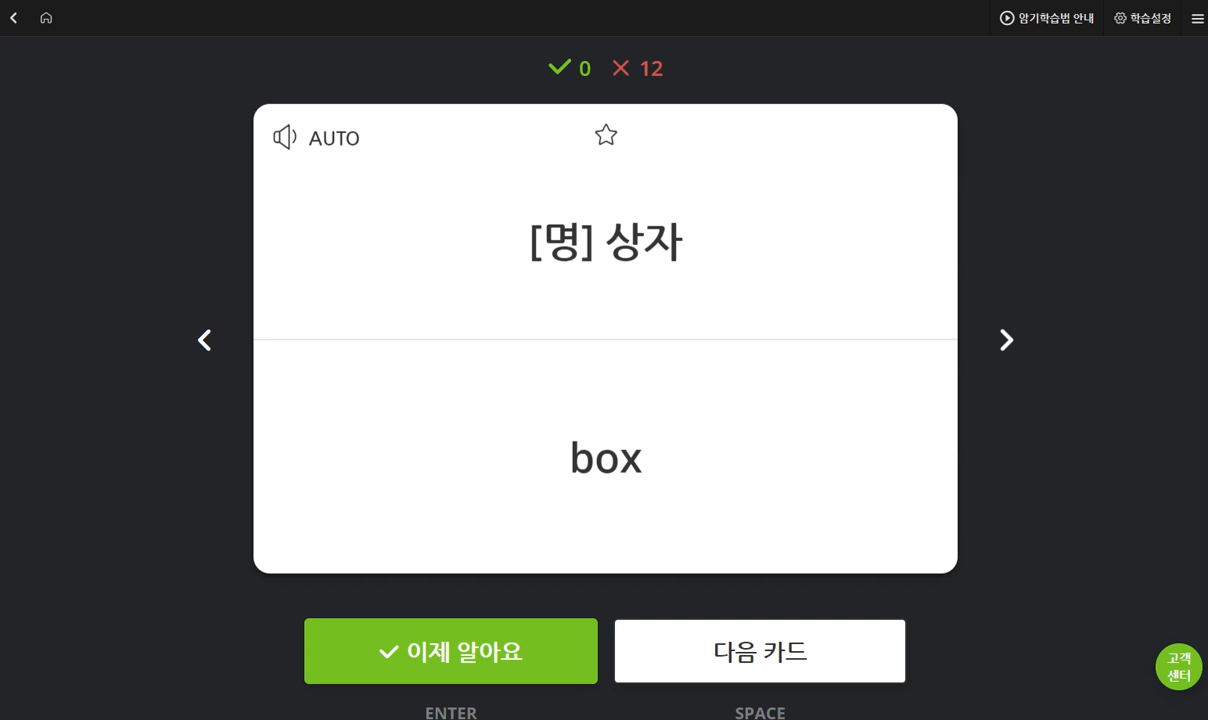 암기학습법 안내 학습설정
0 12
AUTO
[명] 상자
box
이제 알아요 다음 카드
ENTER SPACE
고객
센터